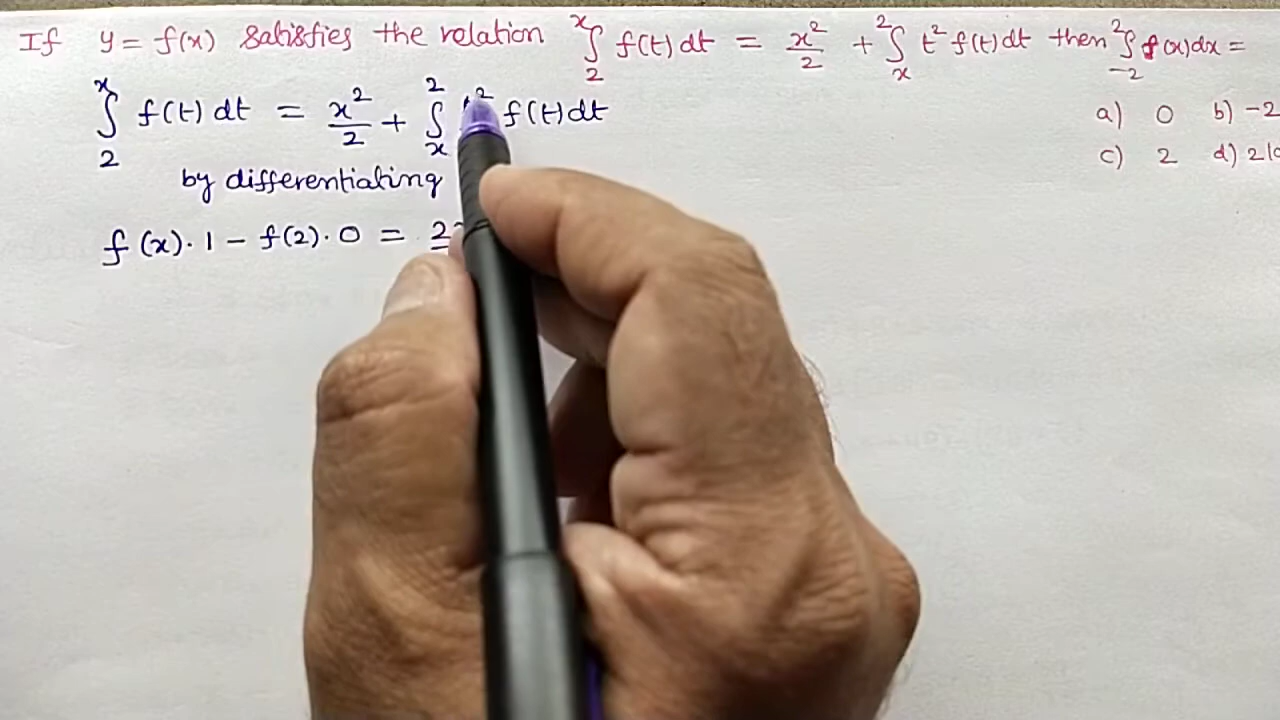 If y = f(x) satisfies the relation ∫₂ˣ f(t) dt = x²/2 + ∫ₓ² t² f(t) dt then ∫₋₂² f(x) dx =
a) 0 b) -2
c) 2 d)
∫₂ˣ f(t) dt = x²/2 + ∫ₓ² t² f(t) dt
by differentiating
f(x)·1 - f(2)·0 =